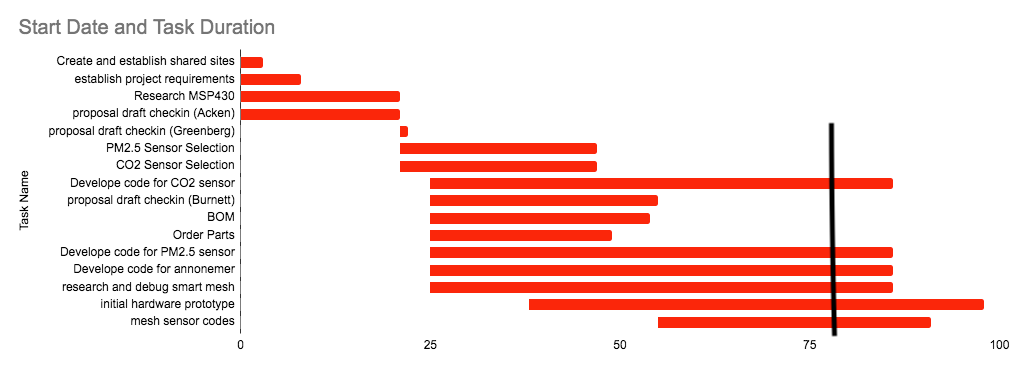 Start Date and Task Duration
Create and establish shared sites
establish project requirements
Research MSP430
proposal draft checkin (Acken)
proposal draft checkin (Greenberg)
PM2.5 Sensor Selection
CO2 Sensor Selection
Develope code for CO2 sensor
proposal draft checkin (Burnett)
BOM
Order Parts
Develope code for PM2.5 sensor
Develope code for annonemer
research and debug smart mesh
initial hardware prototype
mesh sensor codes
Task Name
0 25 50 75 100